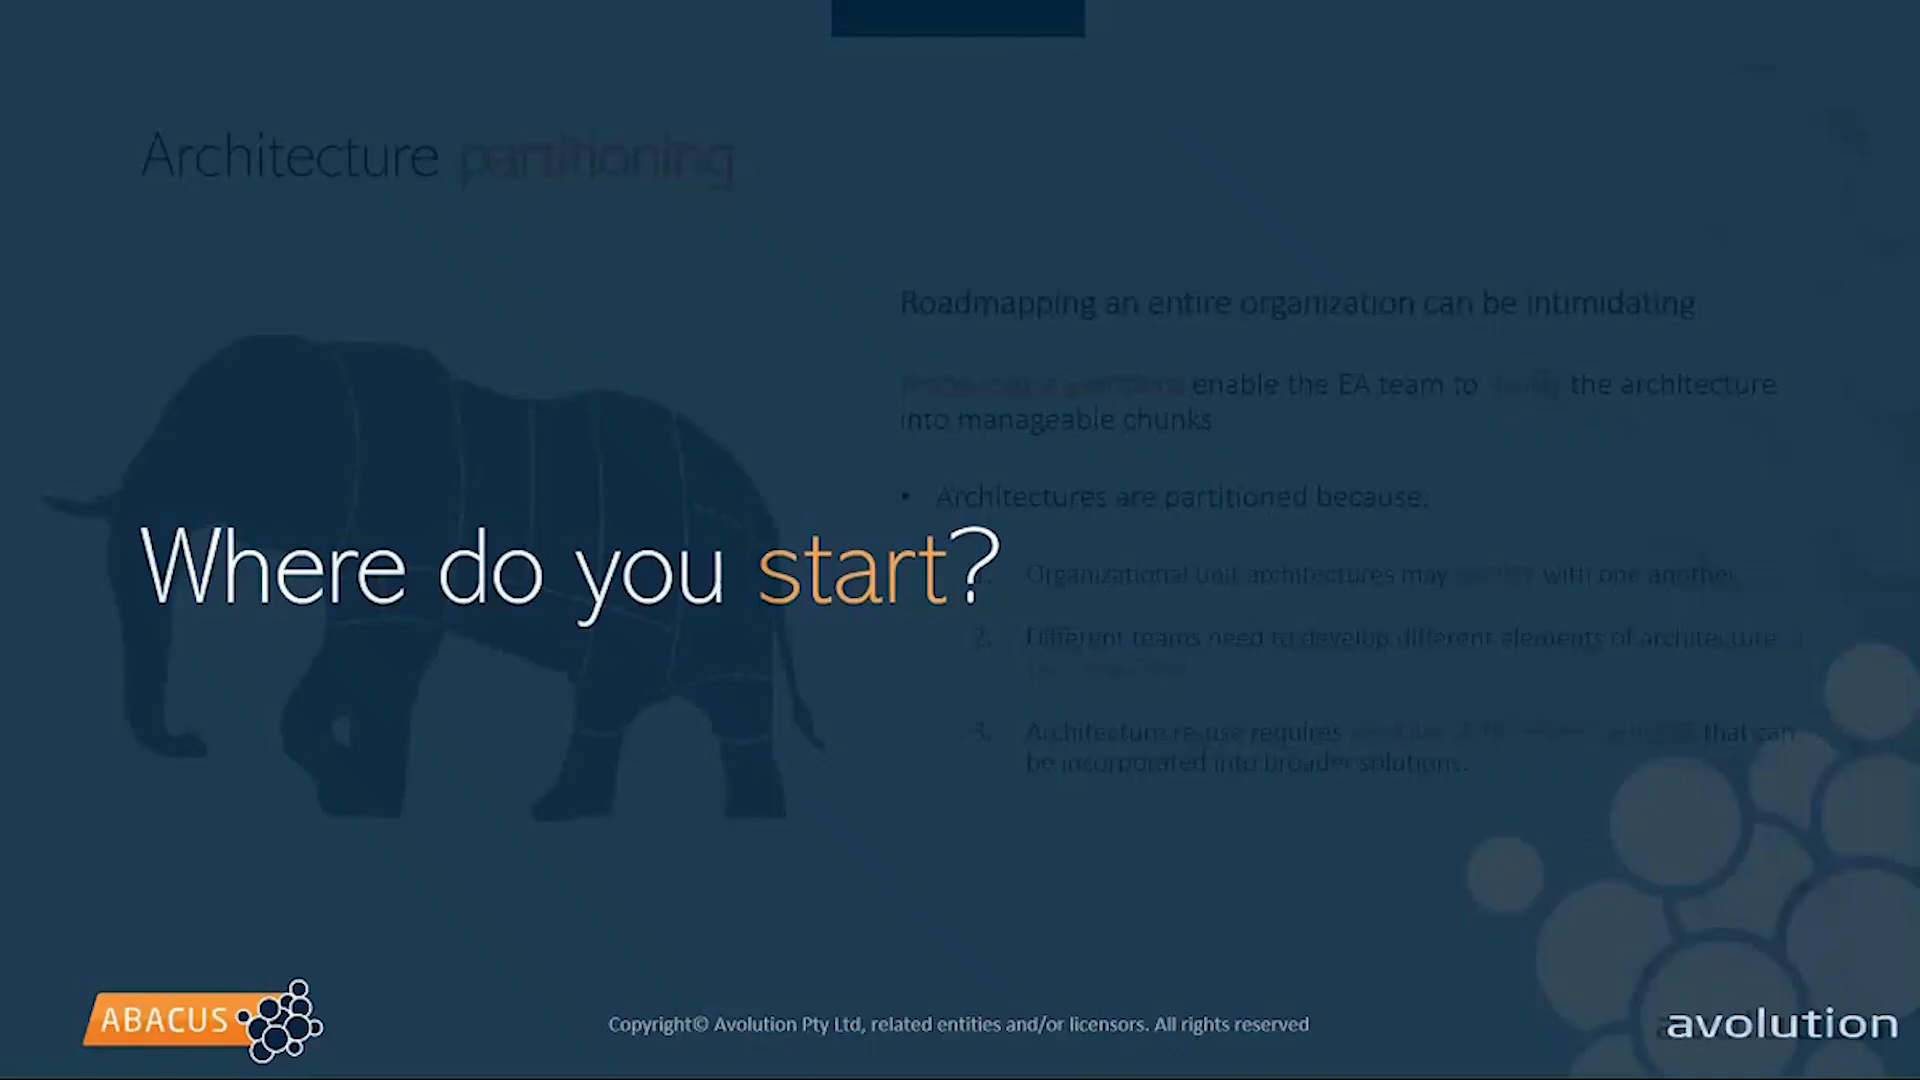 Architecture partitioning
Roadmapping an entire organization can be intimidating
enable the EA team to the architecture
into manageable chunks
• Architectures are partitioned because:
Where do you start?
Organizational unit architectures may with one another
2. Different teams need to develop different elements of architecture
3. Architecture re-use requires that can
be incorporated into broader solutions.
ABACUS
Copyright© Avolution Pty Ltd, related entities and/or licensors. All rights reserved
avolution